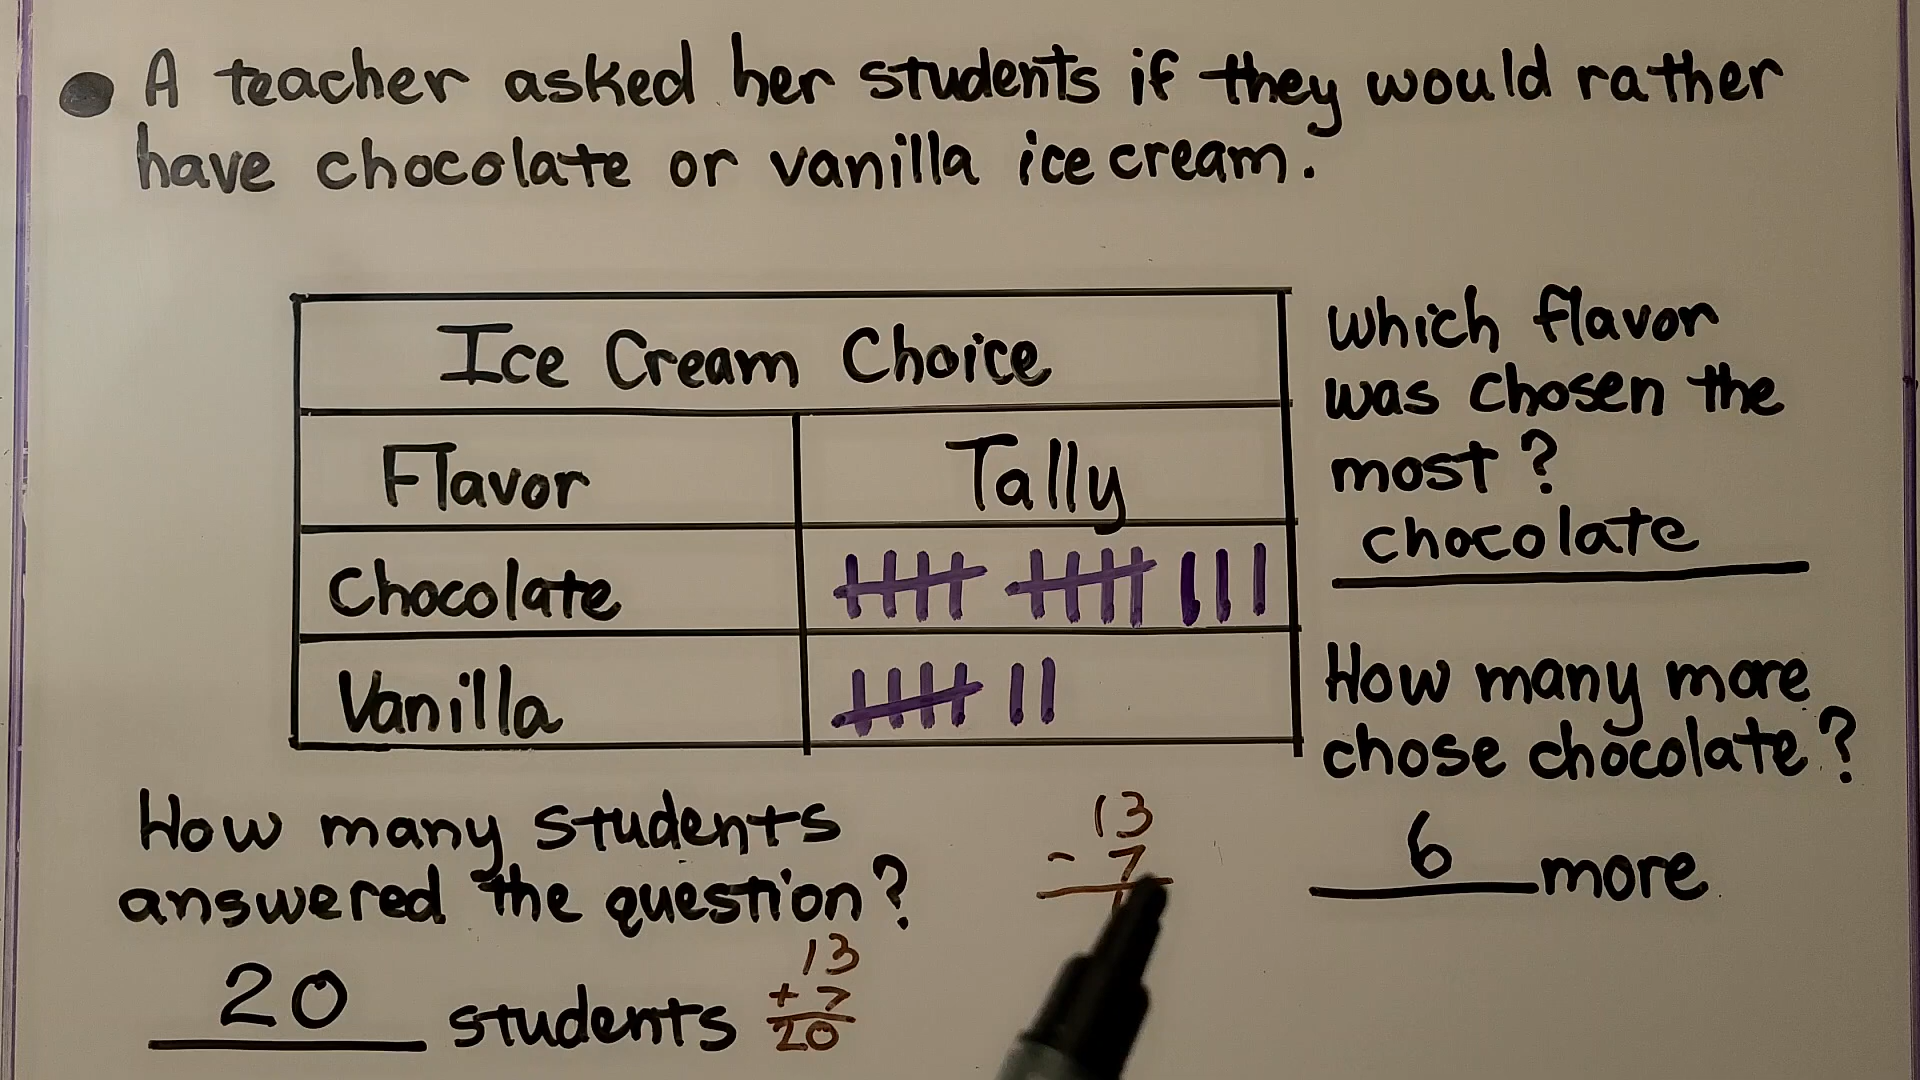 A teacher asked her students if they would rather
have chocolate or vanilla ice cream.
Ice Cream Choice
Flavor Tally
Chocolate
Vanilla
Which flavor
was chosen the
most?
chocolate
How many more
chose chocolate?
6 more
How many students
answered the question?
20 students
13
+ 7
20
13
- 7